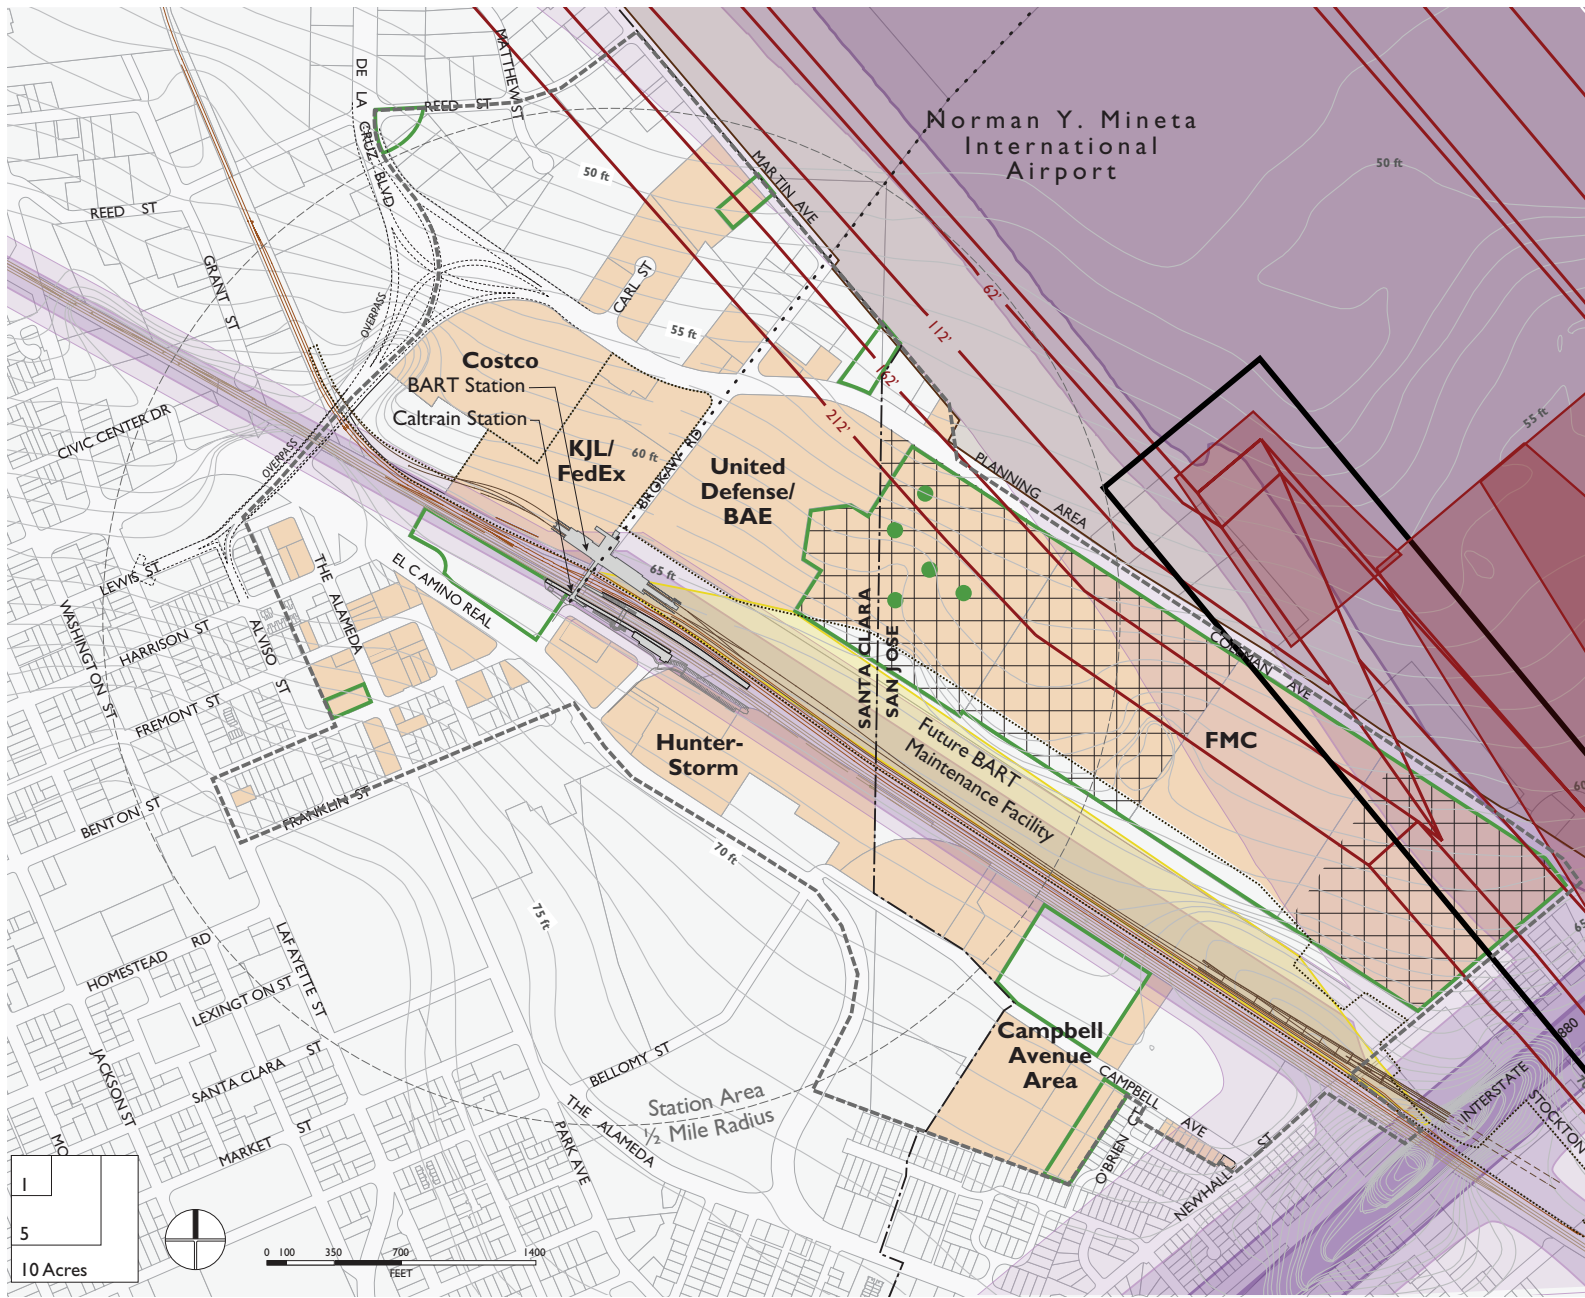 MATTHEW ST
DE LA CRUZ BLVD
REED ST
Norman Y. Mineta
International
Airport
50 ft
50 ft
MARTIN AVE
REED ST
GRANT ST
CARL ST
OVERPASS
55 ft
62'
112'
162'
212'
Costco
BART Station
Caltrain Station
KJL/
FedEx
60 ft
BROKAW RD
United
Defense/
BAE
55 ft
CIVIC CENTER DR
OVERPASS
PLANNING AREA
65 ft
LEWIS ST
EL CAMINO REAL
THE ALAMEDA
WASHINGTON ST
HARRISON ST
ALVISO ST
FREMONT ST
SANTA CLARA
SAN JOSE
COLEMAN AVE
FMC
Future BART
Maintenance Facility
Hunter-
Storm
BENTON ST
FRANKLIN ST
70 ft
75 ft
60
65
HOMESTEAD RD
LAFAYETTE ST
LEXINGTON ST
JACKSON ST
SANTA CLARA ST
BELLOMY ST
Campbell
Avenue
Area
CAMPBELL AVE
INTERSTATE 880
STOCKTON
Station Area
½ Mile Radius
THE ALAMEDA
PARK AVE
MARKET ST
MO
O'BRIEN CT
NEWHALL ST
1
5
10 Acres
0 100 350 700 1400
FEET